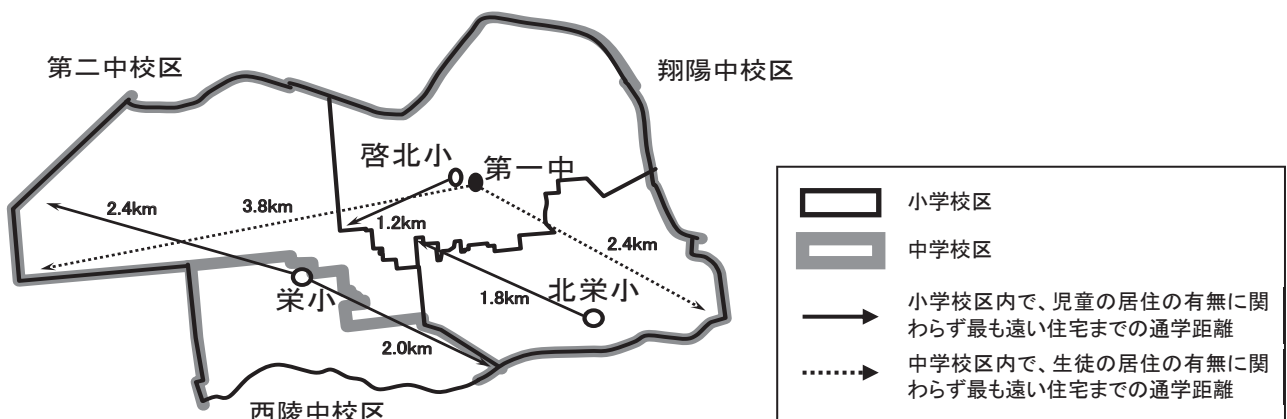 第二中校区
翔陽中校区
啓北小
第一中
2.4km
3.8km
1.2km
2.4km
栄小
北栄小
1.8km
2.0km
西陵中校区
小学校区
中学校区
小学校区内で、児童の居住の有無に関
わらず最も遠い住宅までの通学距離
中学校区内で、生徒の居住の有無に関
わらず最も遠い住宅までの通学距離